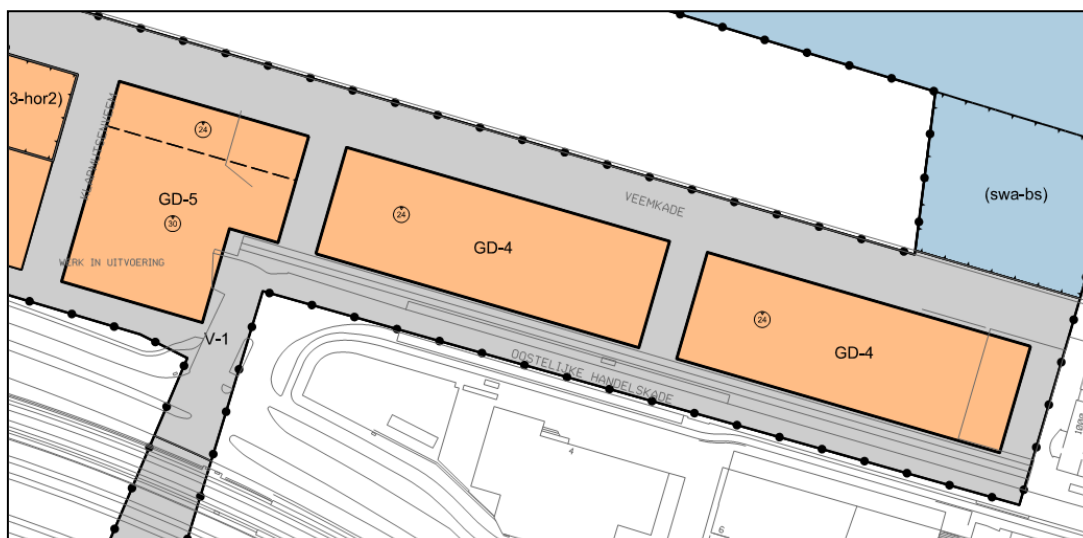 3-hor2)
KLAPMUTSENVEEM
24
GD-5
30
WERK IN UITVOERING
V-1
24
GD-4
VEEMKADE
(swa-bs)
24
GD-4
OOSTELIJKE HANDELSKADE
4
6